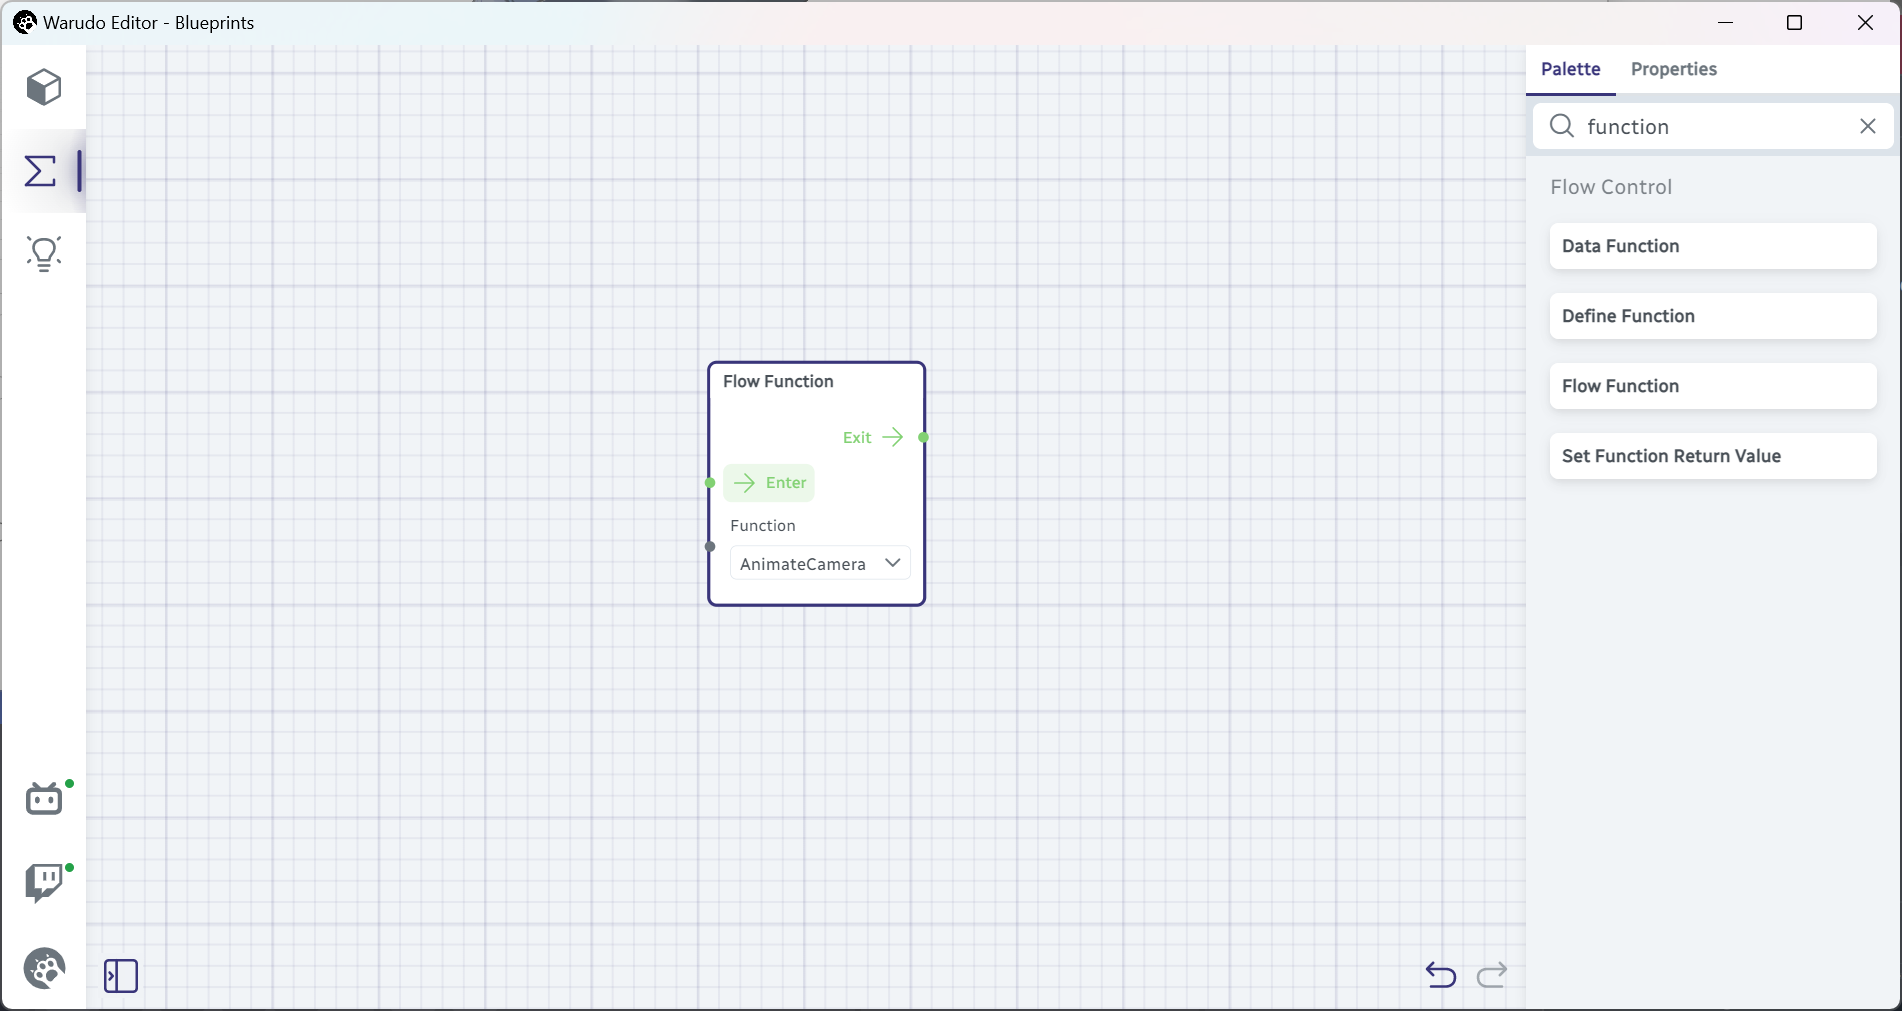 Warudo Editor - Blueprints
Palette
Properties
function
Flow Control
Data Function
Define Function
Flow Function
Set Function Return Value
Flow Function
Exit
Enter
Function
AnimateCamera